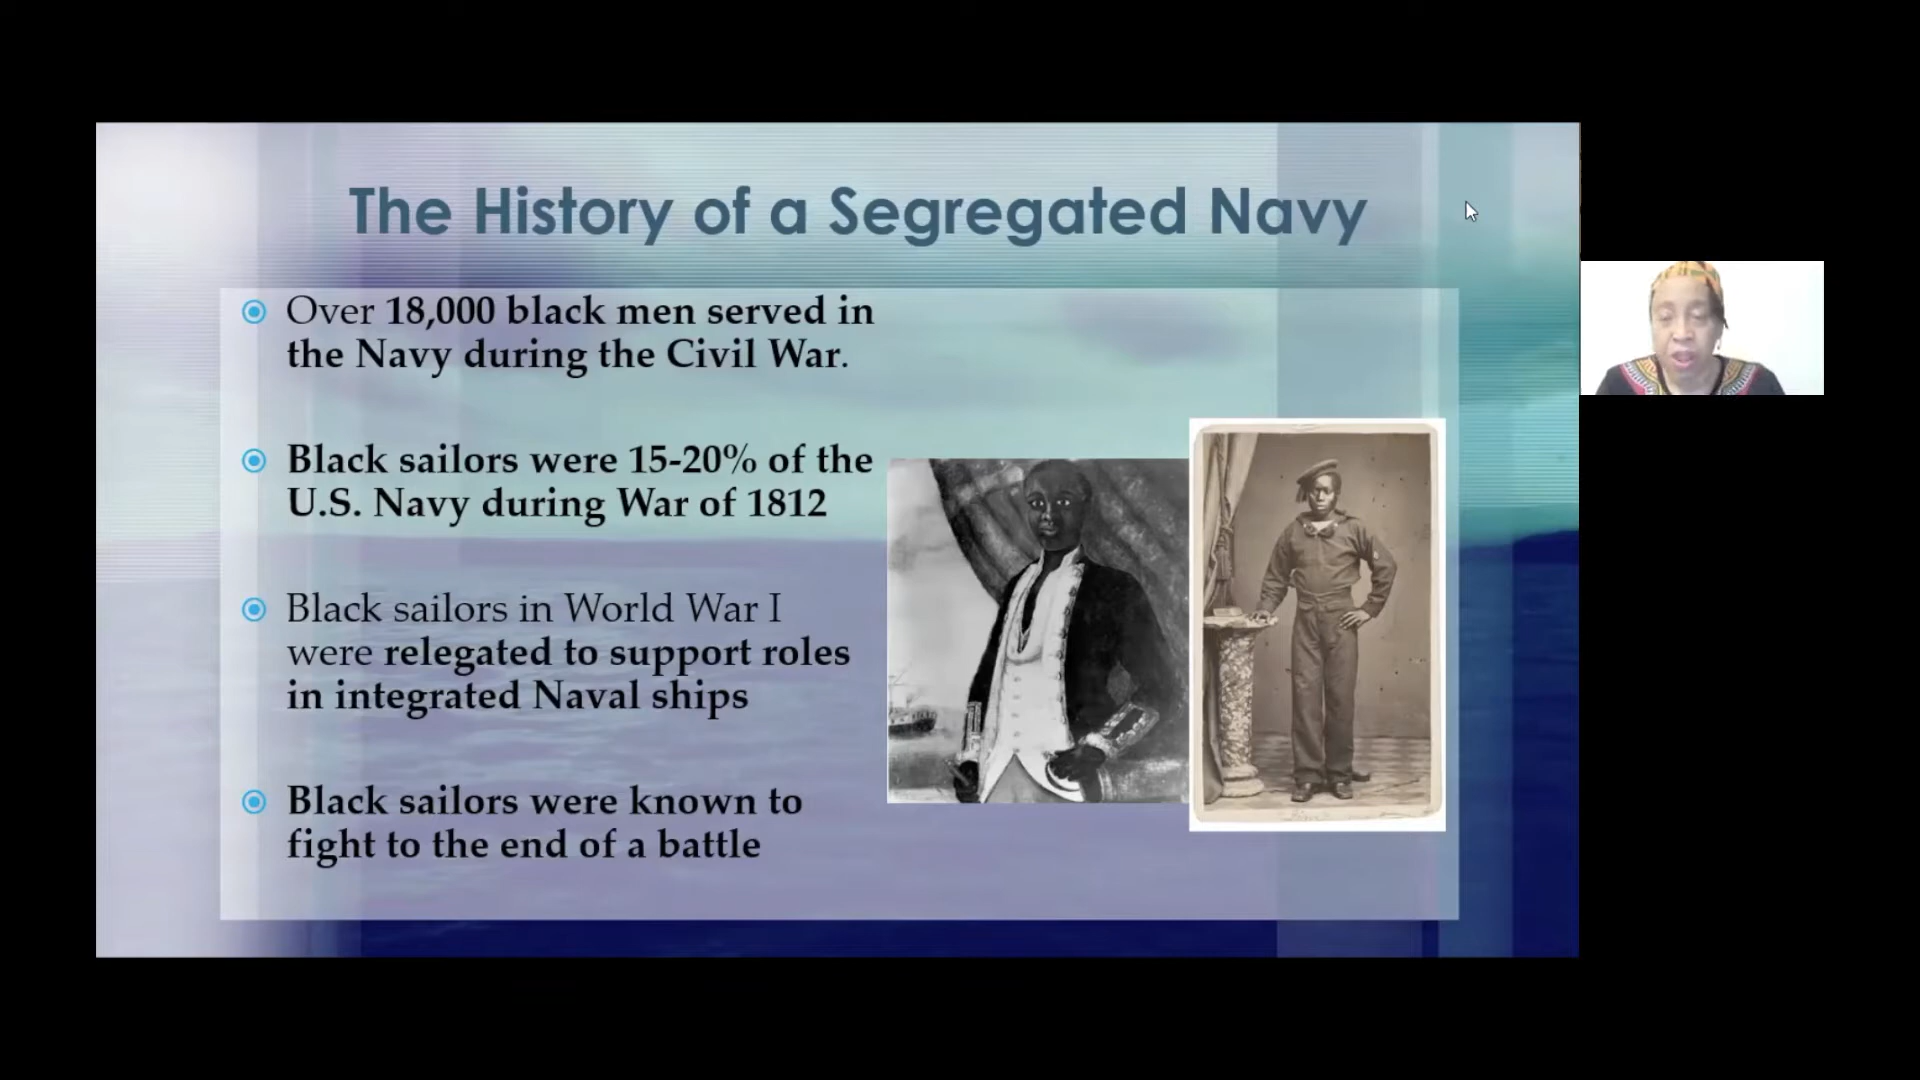 The History of a Segregated Navy
Over 18,000 black men served in
the Navy during the Civil War.
Black sailors were 15-20% of the
U.S. Navy during War of 1812
Black sailors in World War I
were relegated to support roles
in integrated Naval ships
Black sailors were known to
fight to the end of a battle